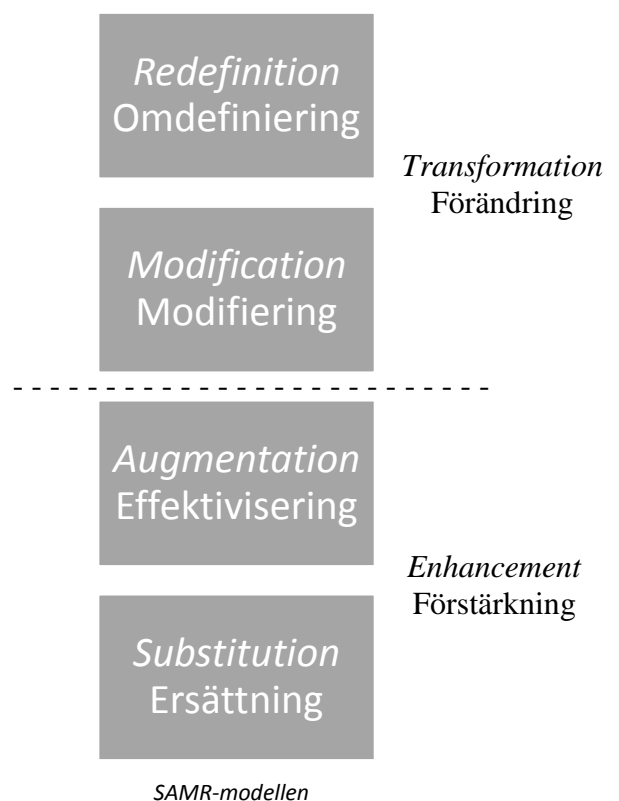 Redefinition
Omdefiniering
Transformation
Förändring
Modification
Modifiering
Augmentation
Effektivisering
Enhancement
Förstärkning
Substitution
Ersättning
SAMR-modellen